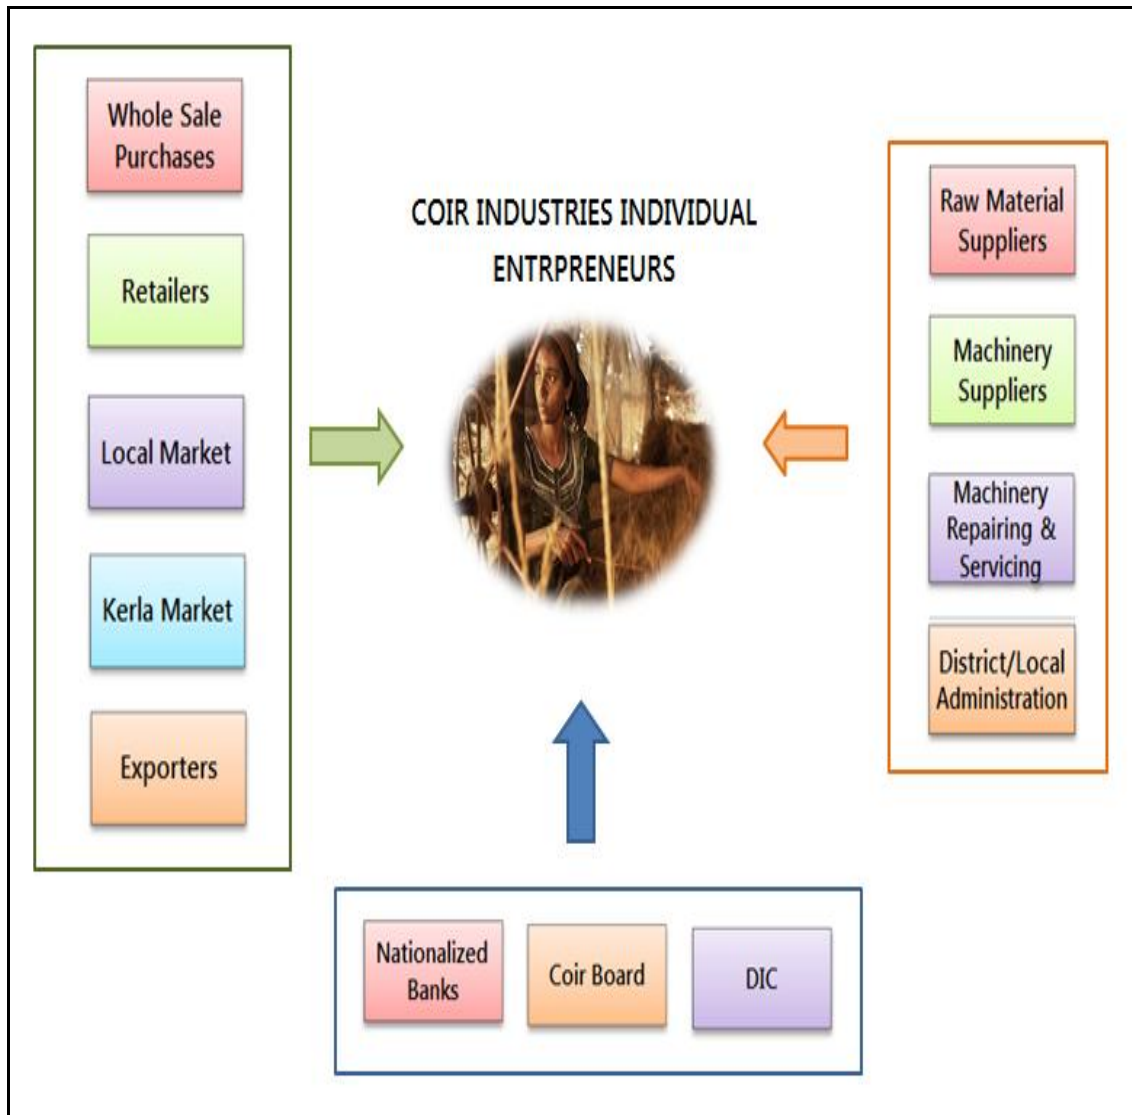 Whole Sale
Purchases
Retailers
Local Market
Kerla Market
Exporters
COIR INDUSTRIES INDIVIDUAL
ENTRPRENEURS
Raw Material
Suppliers
Machinery
Suppliers
Machinery
Repairing &
Servicing
District/Local
Administration
Nationalized
Banks
Coir Board
DIC